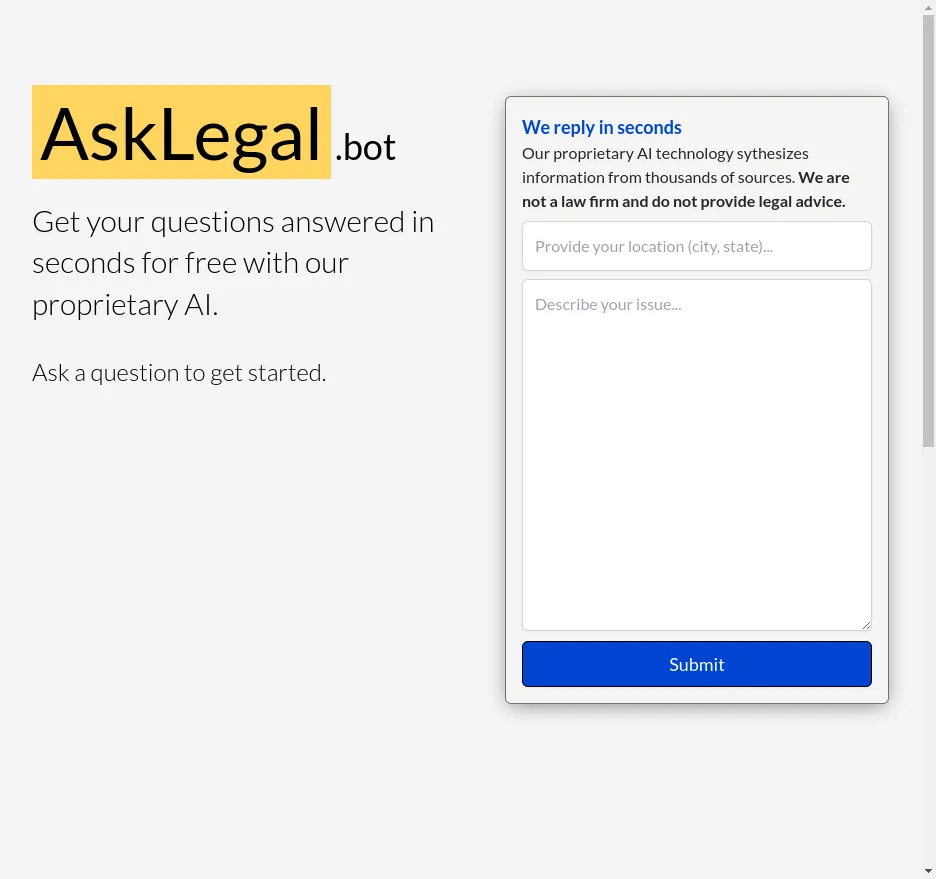 AskLegal .bot
Get your questions answered in
seconds for free with our
proprietary AI.
Ask a question to get started.
We reply in seconds
Our proprietary AI technology sythesizes
information from thousands of sources. We are
not a law firm and do not provide legal advice.
Provide your location (city, state)...
Describe your issue...
Submit